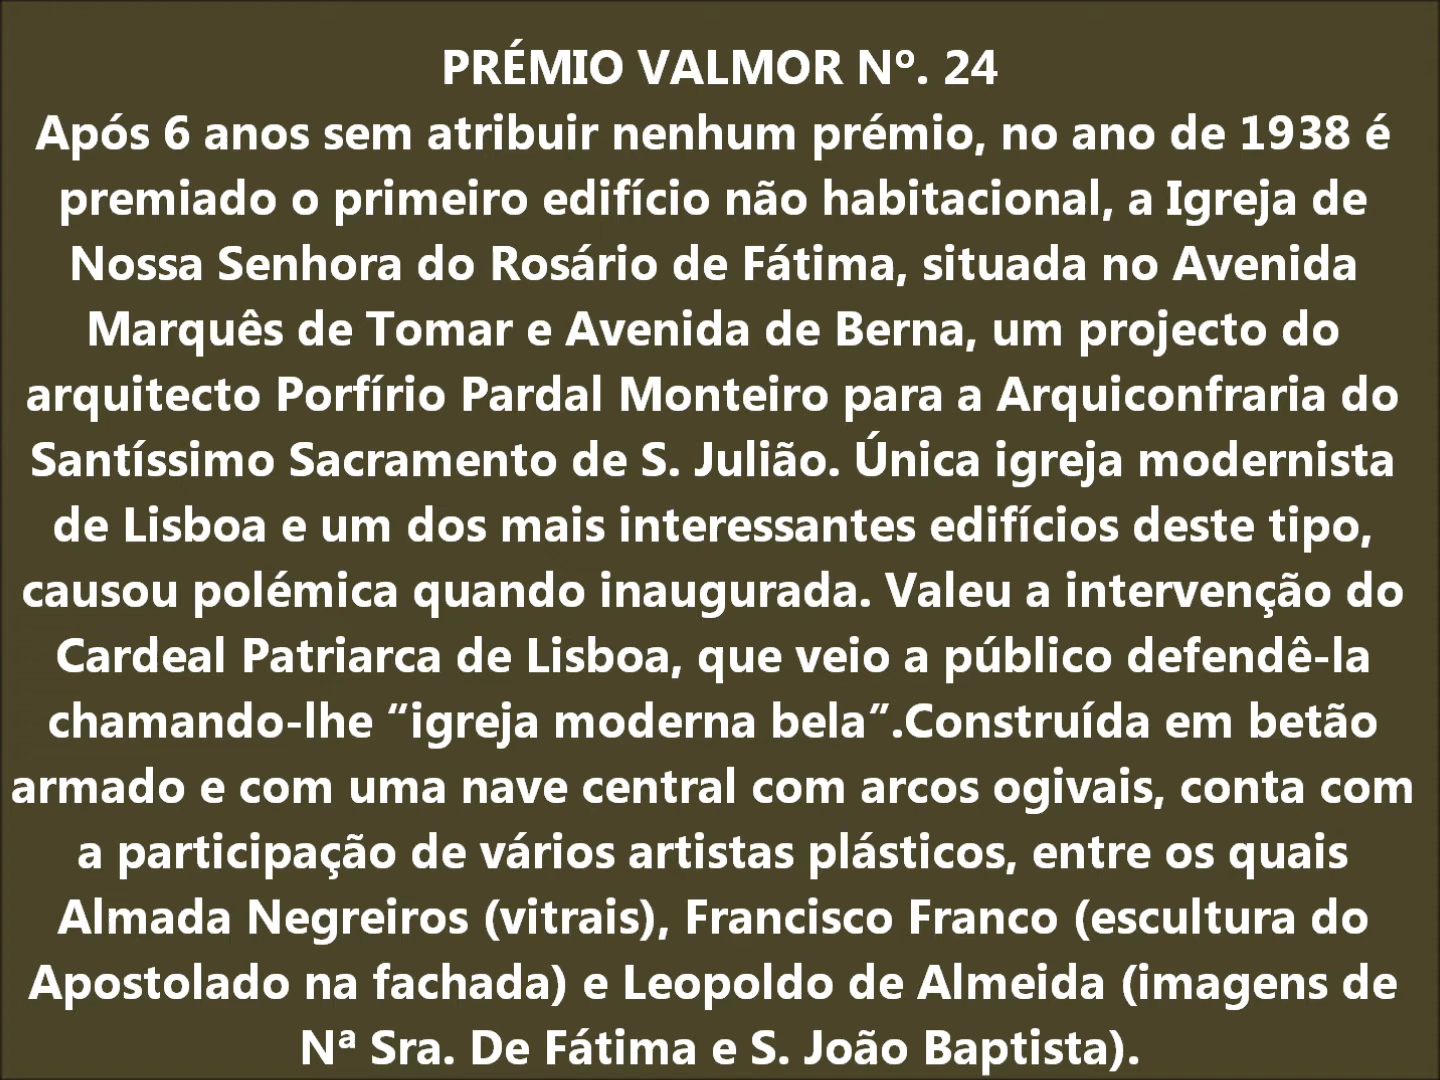 PRÉMIO VALMOR Nº. 24
Após 6 anos sem atribuir nenhum prémio, no ano de 1938 é
premiado o primeiro edifício não habitacional, a Igreja de
Nossa Senhora do Rosário de Fátima, situada no Avenida
Marquês de Tomar e Avenida de Berna, um projecto do
arquitecto Porfírio Pardal Monteiro para a Arquiconfraria do
Santíssimo Sacramento de S. Julião. Única igreja modernista
de Lisboa e um dos mais interessantes edifícios deste tipo,
causou polémica quando inaugurada. Valeu a intervenção do
Cardeal Patriarca de Lisboa, que veio a público defendê-la
chamando-lhe “igreja moderna bela”.Construída em betão
armado e com uma nave central com arcos ogivais, conta com
a participação de vários artistas plásticos, entre os quais
Almada Negreiros (vitrais), Francisco Franco (escultura do
Apostolado na fachada) e Leopoldo de Almeida (imagens de
Nª Sra. De Fátima e S. João Baptista).